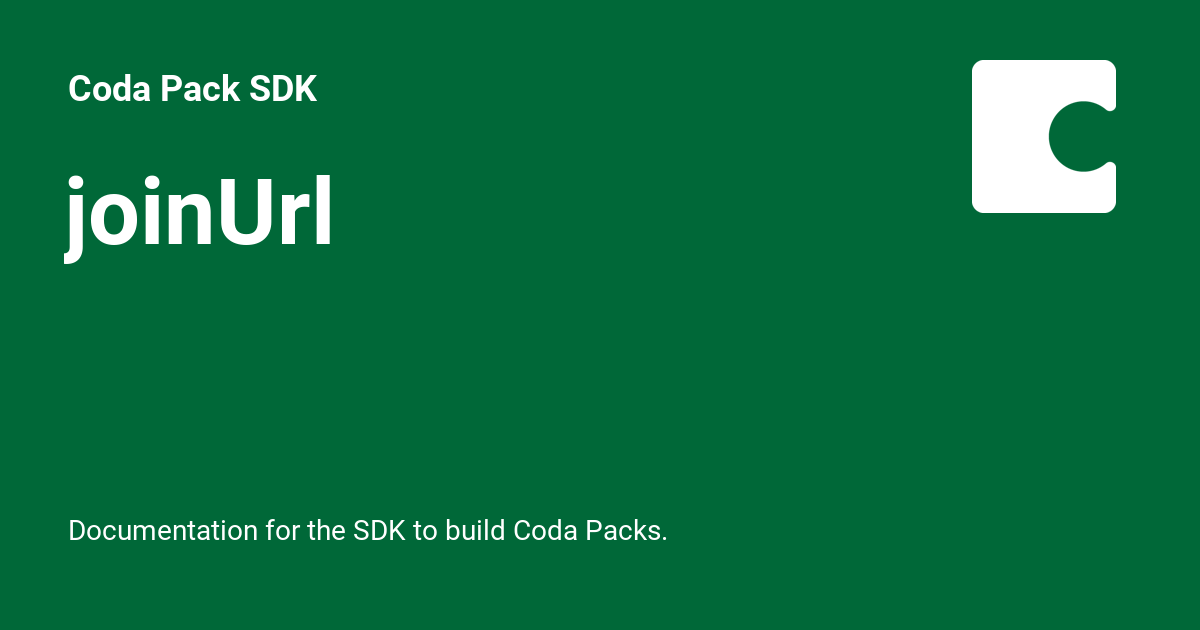 Coda Pack SDK
joinUrl
Documentation for the SDK to build Coda Packs.